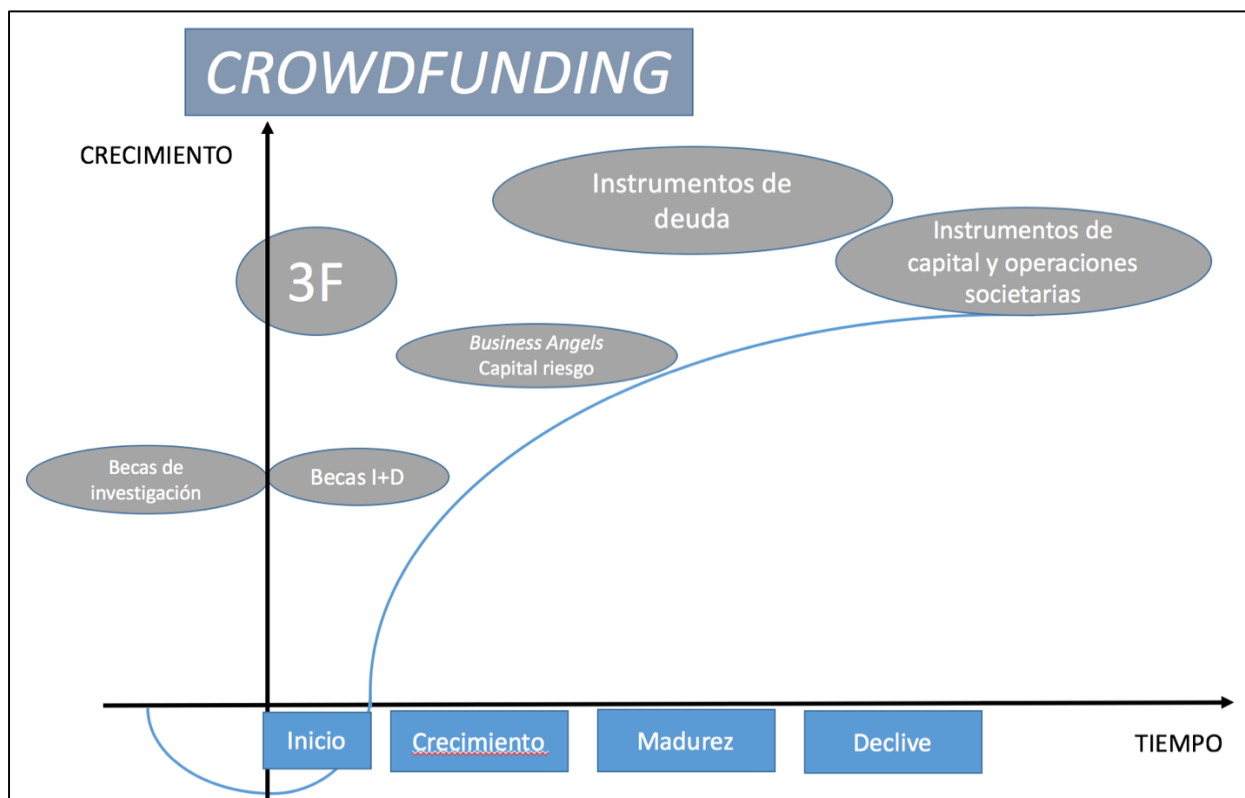 CROWDFUNDING
CRECIMIENTO
Instrumentos de
deuda
Instrumentos de
capital y operaciones
societarias
3F
Business Angels
Capital riesgo
Becas de
investigación
Becas I+D
Inicio
Crecimiento
Madurez
Declive
TIEMPO